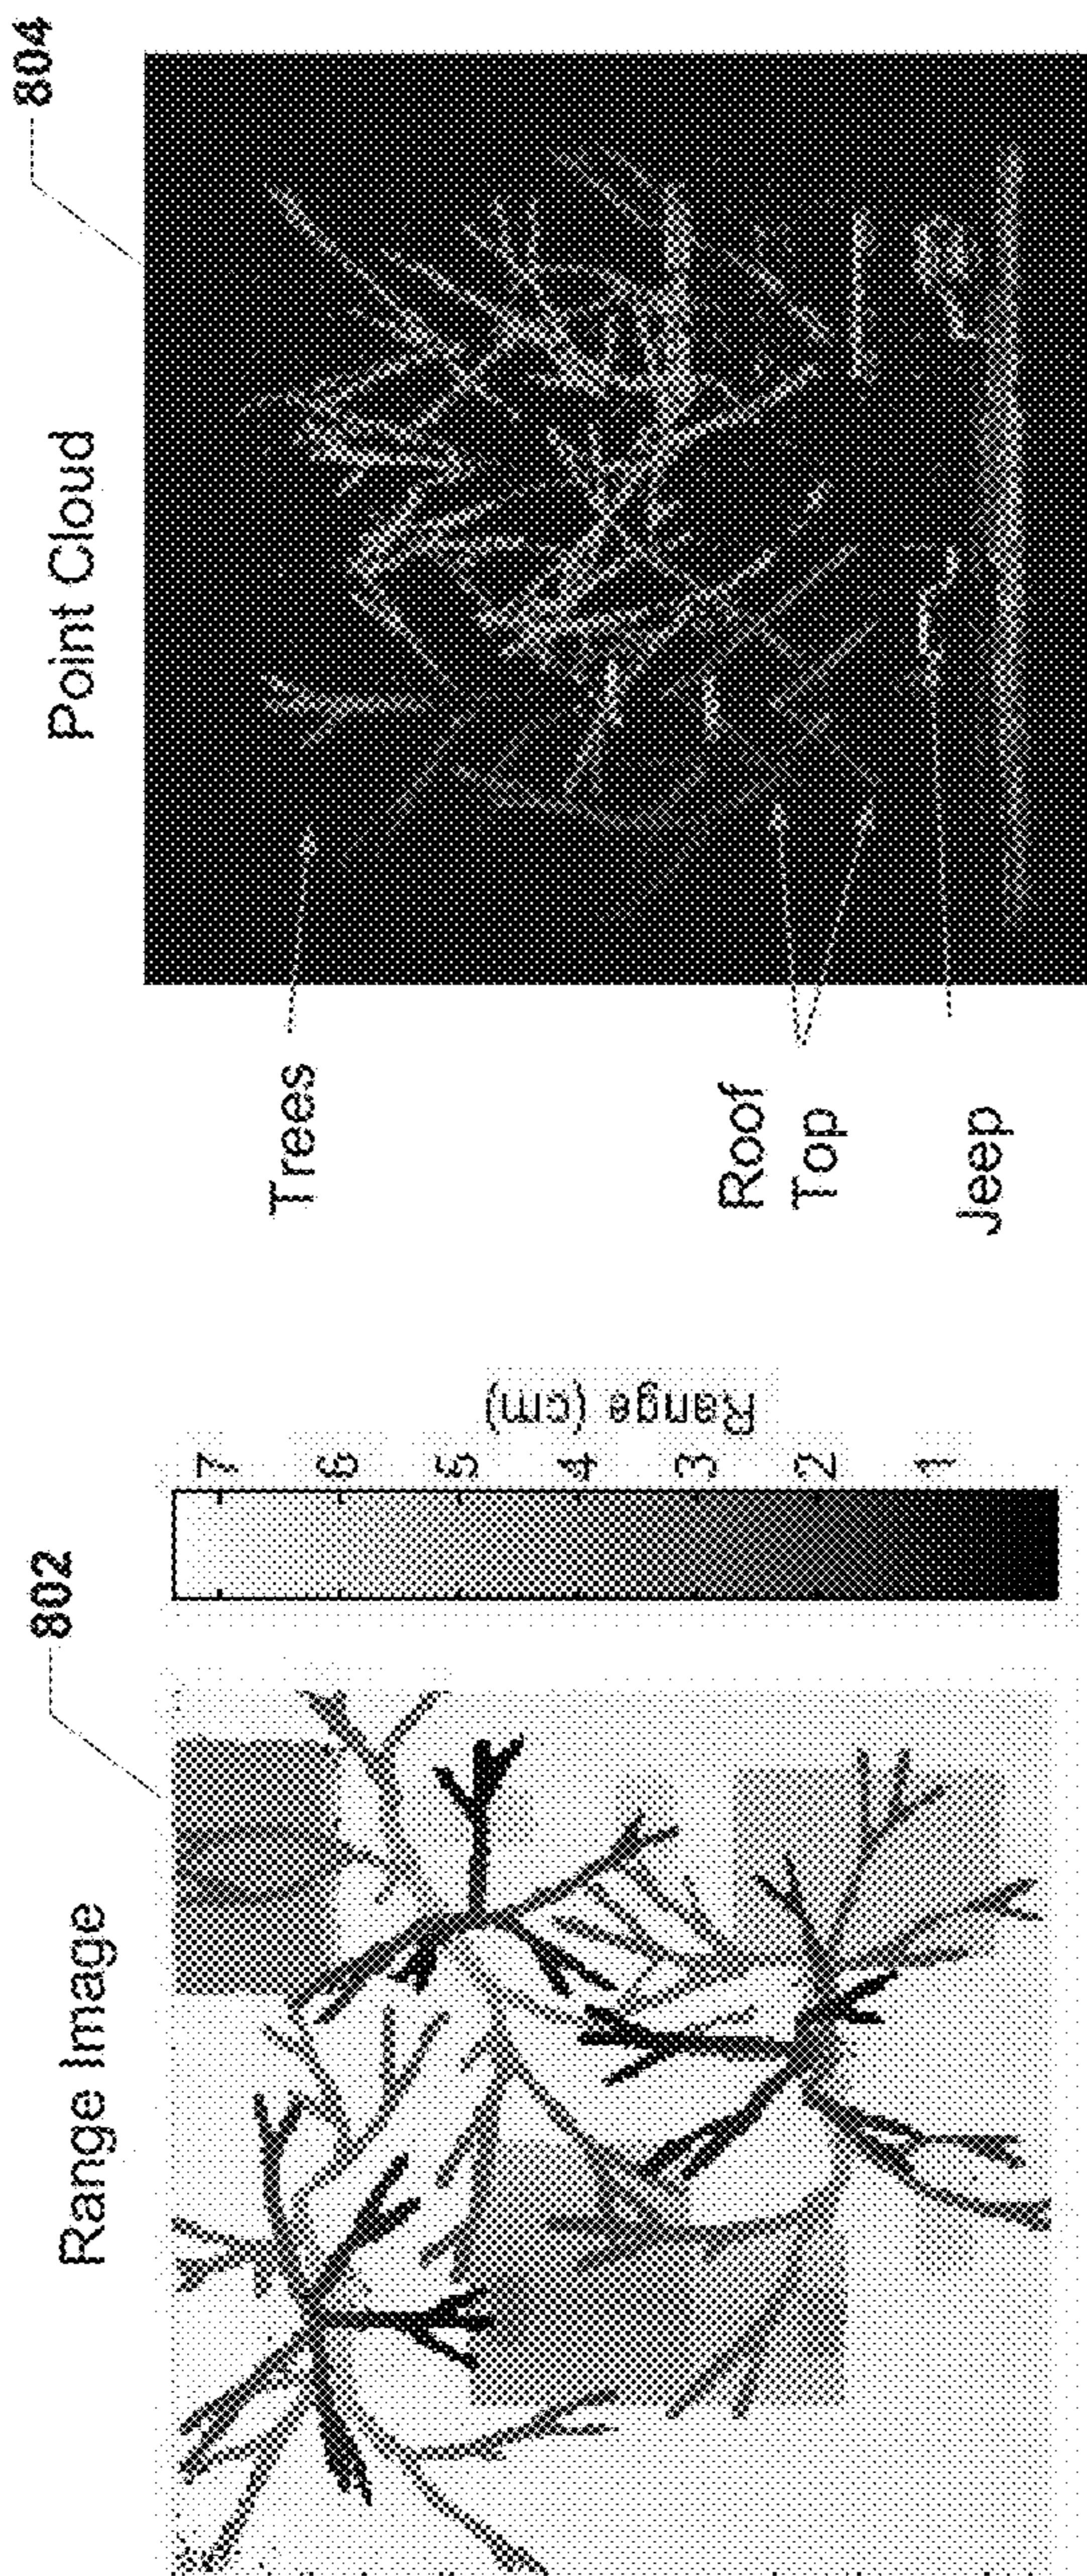 802
Range Image
7
6
5
4
3
2
1
Range (cm)
804
Point Cloud
Trees
Roof
Top
Jeep